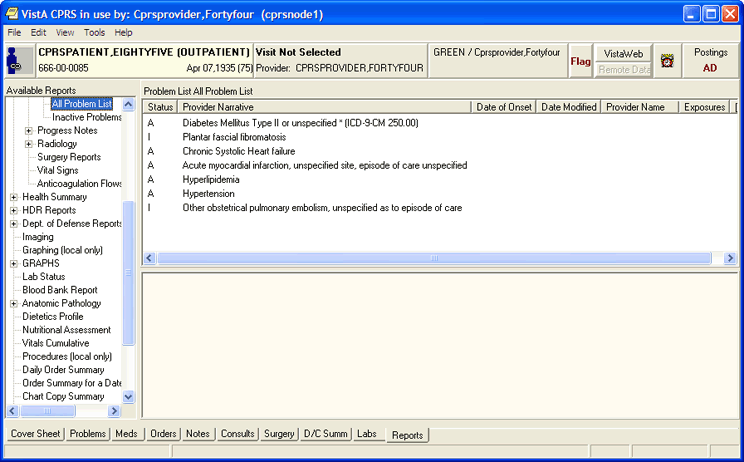 VistA CPRS in use by: Cprsprovider,Fortyfour (cprsnode1)
File Edit View Tools Help
CPRSPATIENT,EIGHTYFIVE (OUTPATIENT) Visit Not Selected GREEN / Cprsprovider,Fortyfour Flag VistaWeb Postings
666-00-0085 Apr 07,1935 (75) Provider: CPRSPROVIDER,FORTYFOUR Remote Data AD
Available Reports
All Problem List
Inactive Problems
Progress Notes
Radiology
Surgery Reports
Vital Signs
Anticoagulation Flows
Health Summary
HDR Reports
Dept. of Defense Reports
Imaging
Graphing (local only)
GRAPHS
Lab Status
Blood Bank Report
Anatomic Pathology
Dietetics Profile
Nutritional Assessment
Vitals Cumulative
Procedures (local only)
Daily Order Summary
Order Summary for a Date
Chart Copy Summary
Problem List All Problem List
Status Provider Narrative Date of Onset Date Modified Provider Name Exposures
A Diabetes Mellitus Type II or unspecified * (ICD-9-CM 250.00)
I Plantar fascial fibromatosis
A Chronic Systolic Heart failure
A Acute myocardial infarction, unspecified site, episode of care unspecified
A Hyperlipidemia
A Hypertension
I Other obstetrical pulmonary embolism, unspecified as to episode of care
Cover Sheet Problems Meds Orders Notes Consults Surgery D/C Summ Labs Reports